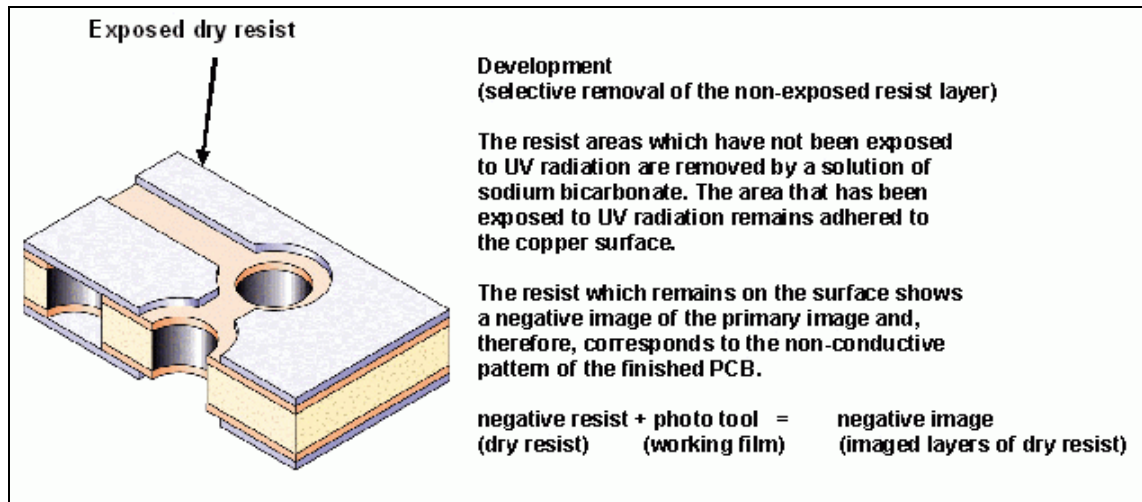 Exposed dry resist
Development
(selective removal of the non-exposed resist layer)
The resist areas which have not been exposed
to UV radiation are removed by a solution of
sodium bicarbonate. The area that has been
exposed to UV radiation remains adhered to
the copper surface.
The resist which remains on the surface shows
a negative image of the primary image and,
therefore, corresponds to the non-conductive
pattern of the finished PCB.
negative resist + photo tool = negative image
(dry resist) (working film) (imaged layers of dry resist)